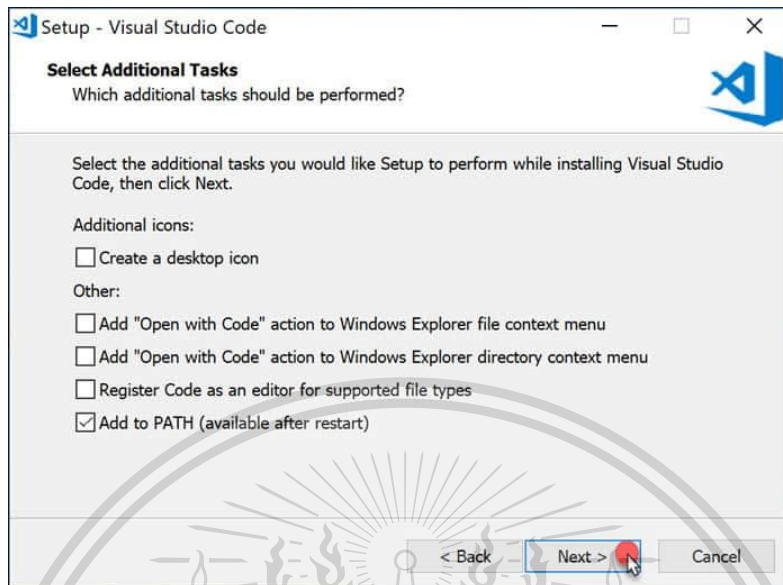 Setup - Visual Studio Code
Select Additional Tasks
Which additional tasks should be performed?
Select the additional tasks you would like Setup to perform while installing Visual Studio
Code, then click Next.
Additional icons:
Create a desktop icon
Other:
Add "Open with Code" action to Windows Explorer file context menu
Add "Open with Code" action to Windows Explorer directory context menu
Register Code as an editor for supported file types
Add to PATH (available after restart)
< Back Next > Cancel